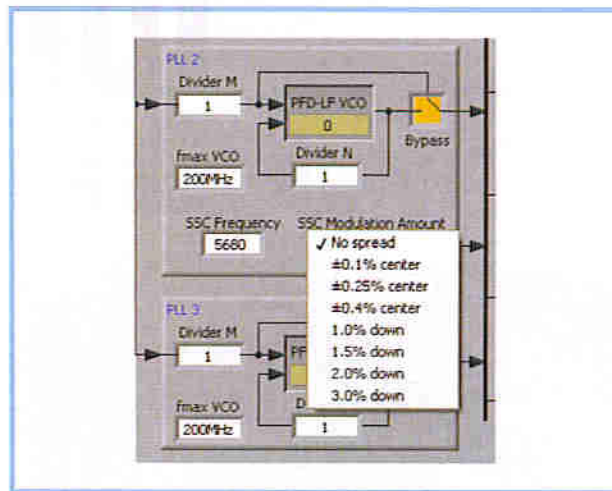 PLL 2
Divider M
1
PFD-LF VCO
0
Bypass
Divider N
1
fmax VCO
200MHz
SSC Frequency
5680
SSC Modulation Amount
✓ No spread
±0.1% center
±0.25% center
±0.4% center
1.0% down
1.5% down
2.0% down
3.0% down
PLL 3
Divider M
1
PF
fmax VCO
200MHz
D
1